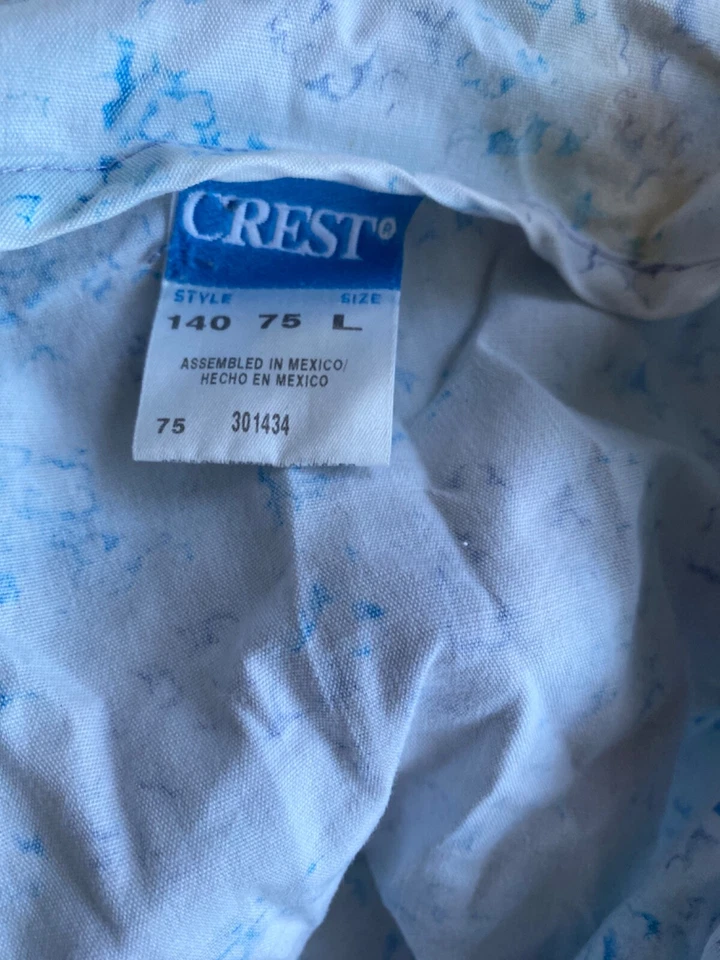 CREST®
STYLE SIZE
140 75 L
ASSEMBLED IN MEXICO/
HECHO EN MEXICO
75 301434